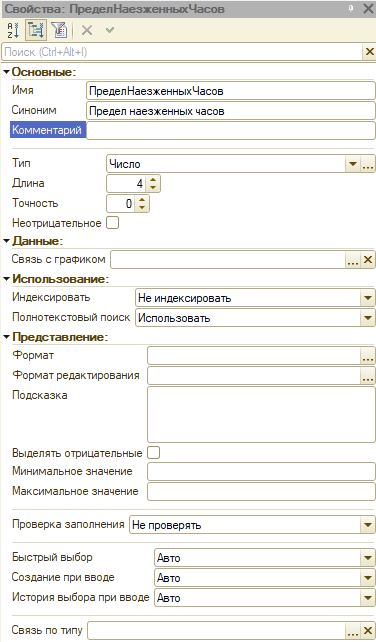 Свойства: ПределНаезженныхЧасов
Поиск (Ctrl+Alt+I)
Основные:
Имя ПределНаезженныхЧасов
Синоним Предел наезженных часов
Комментарий
Тип Число
Длина 4
Точность 0
Неотрицательное
Данные:
Связь с графиком
Использование:
Индексировать Не индексировать
Полнотекстовый поиск Использовать
Представление:
Формат
Формат редактирования
Подсказка
Выделять отрицательные
Минимальное значение
Максимальное значение
Проверка заполнения Не проверять
Быстрый выбор Авто
Создание при вводе Авто
История выбора при вводе Авто
Связь по типу